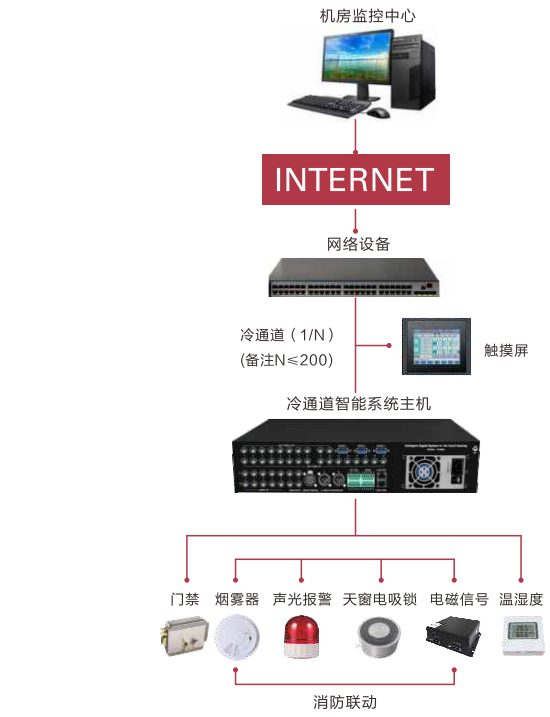 机房监控中心
INTERNET
网络设备
冷通道（1/N）
(备注N≤200)
触摸屏
冷通道智能系统主机
门禁 烟雾器 声光报警 天窗电吸锁 电磁信号 温湿度
消防联动